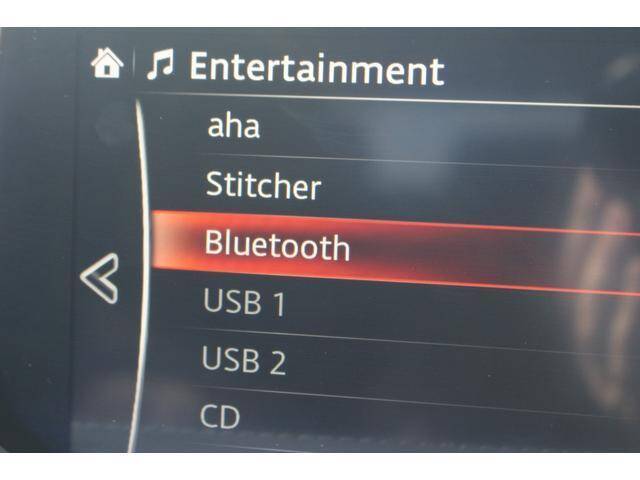 Entertainment
aha
Stitcher
Bluetooth
USB 1
USB 2
CD